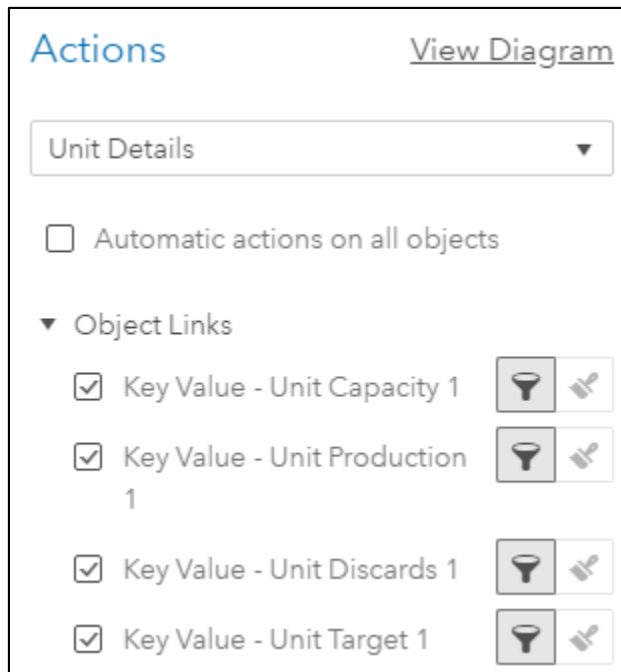 Actions
View Diagram
Unit Details
Automatic actions on all objects
Object Links
Key Value - Unit Capacity 1
Key Value - Unit Production
1
Key Value - Unit Discards 1
Key Value - Unit Target 1